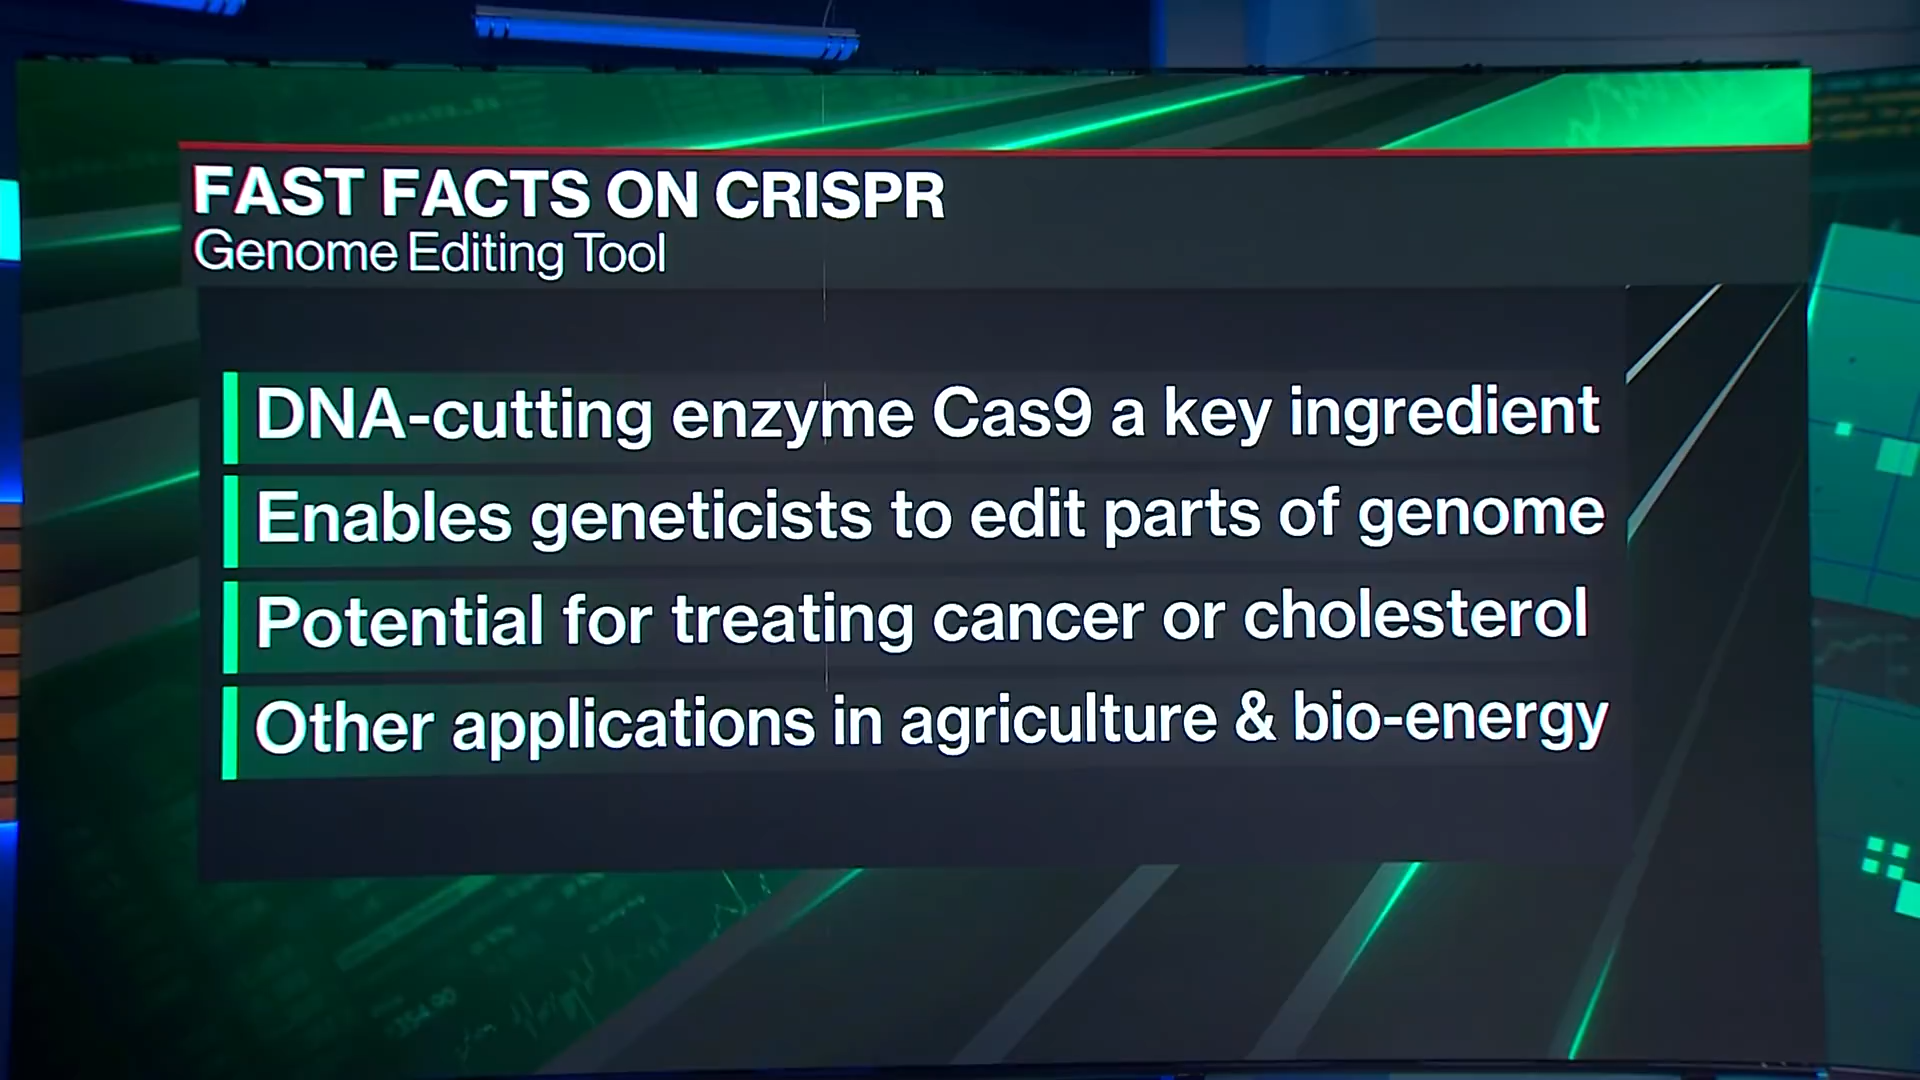 FAST FACTS ON CRISPR
Genome Editing Tool
DNA-cutting enzyme Cas9 a key ingredient
Enables geneticists to edit parts of genome
Potential for treating cancer or cholesterol
Other applications in agriculture & bio-energy